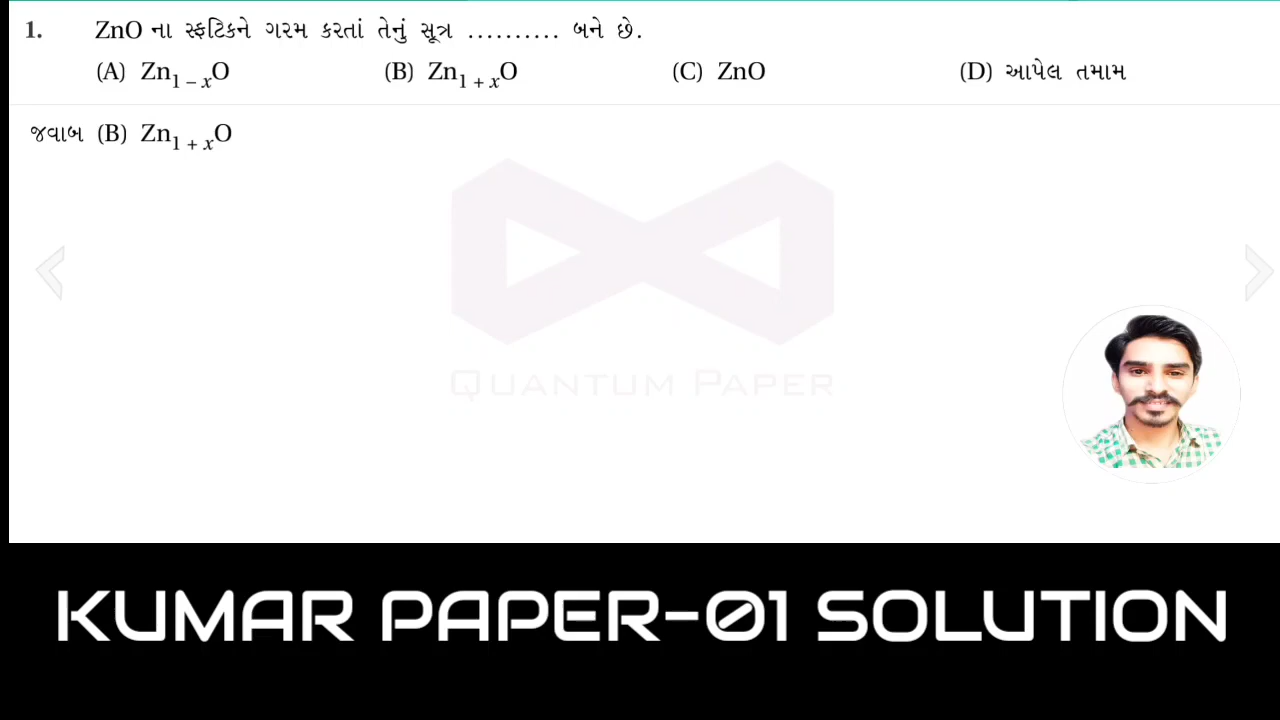 1. ZnO ના સ્ફટિકને ગરમ કરતાં તેનું સૂત્ર .......... બને છે.
(A) Zn1 – xO (B) Zn1 + xO (C) ZnO (D) આપેલ તમામ
જવાબ (B) Zn1 + xO
QUANTUM PAPER
KUMAR PAPER-01 SOLUTION